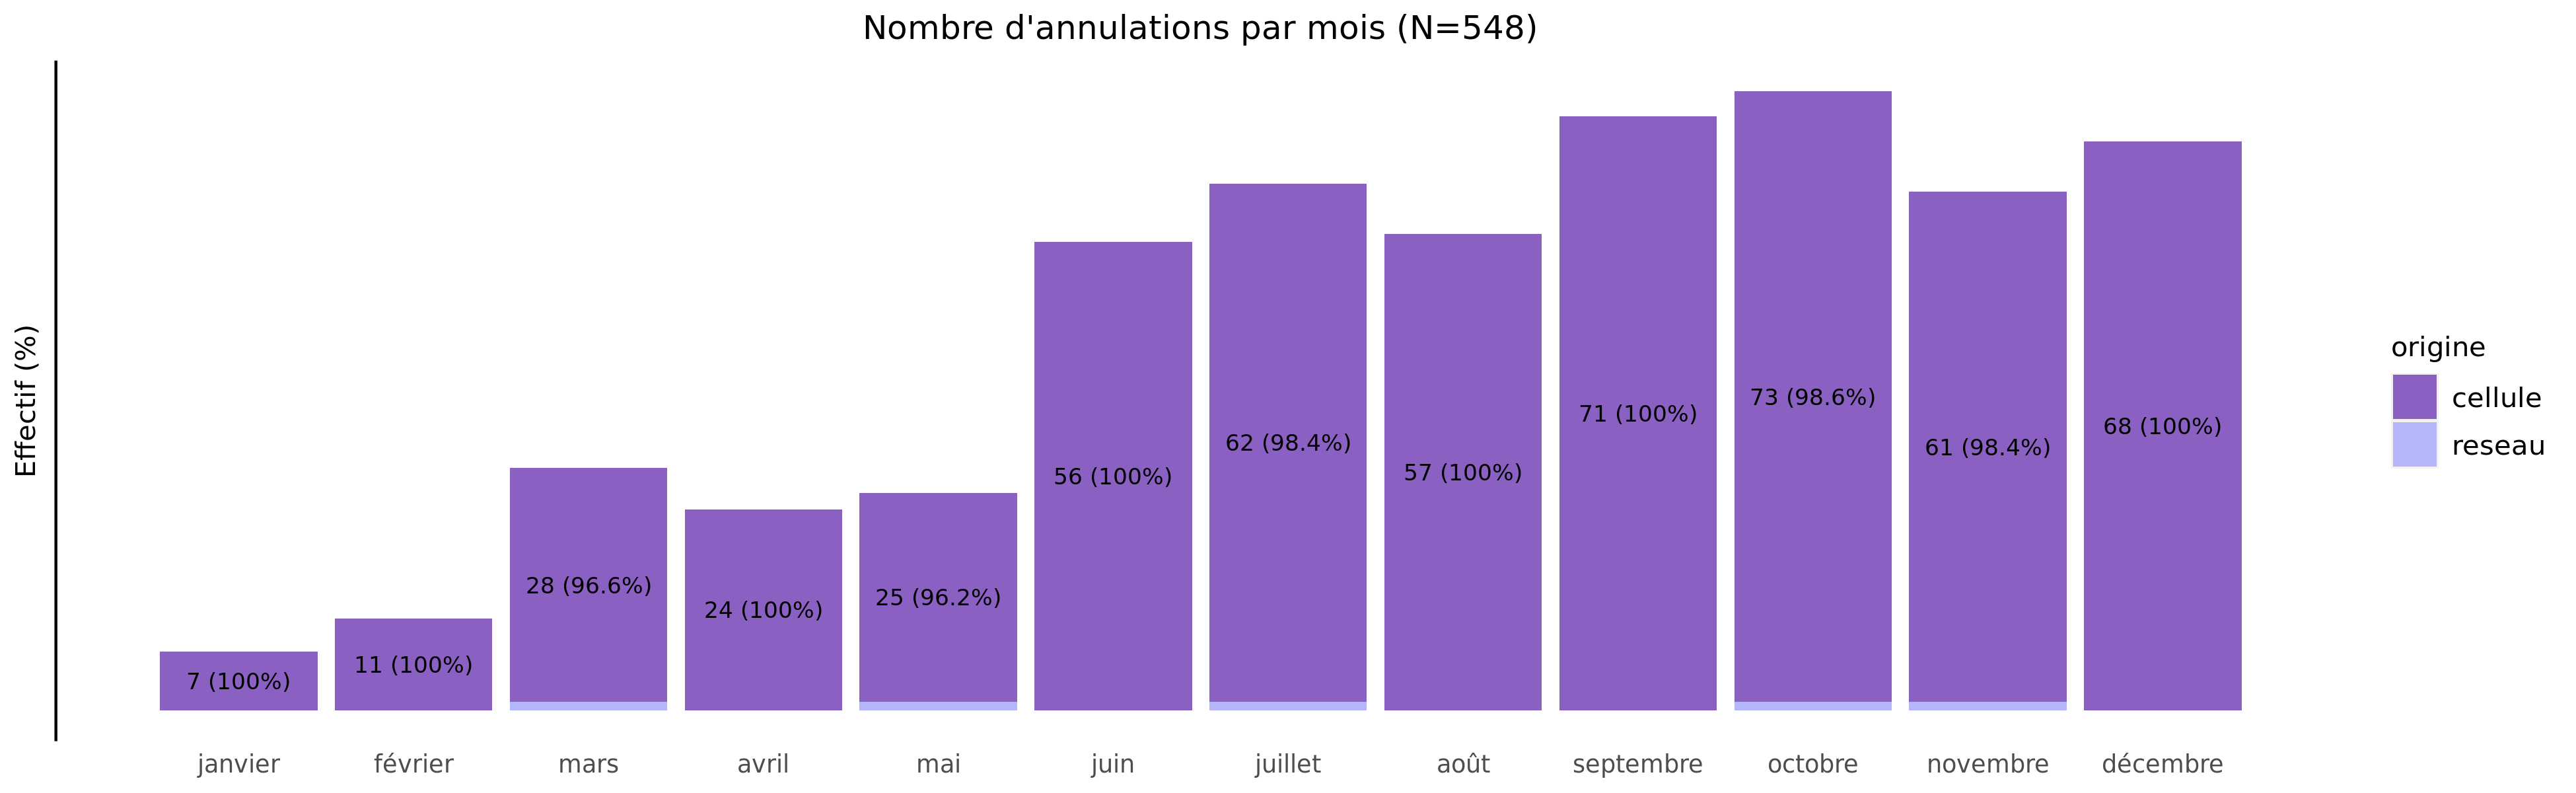 Nombre d'annulations par mois (N=548)
Effectif (%)
7 (100%)
11 (100%)
28 (96.6%)
24 (100%)
25 (96.2%)
56 (100%)
62 (98.4%)
57 (100%)
71 (100%)
73 (98.6%)
61 (98.4%)
68 (100%)
janvier
février
mars
avril
mai
juin
juillet
août
septembre
octobre
novembre
décembre
origine
cellule
reseau